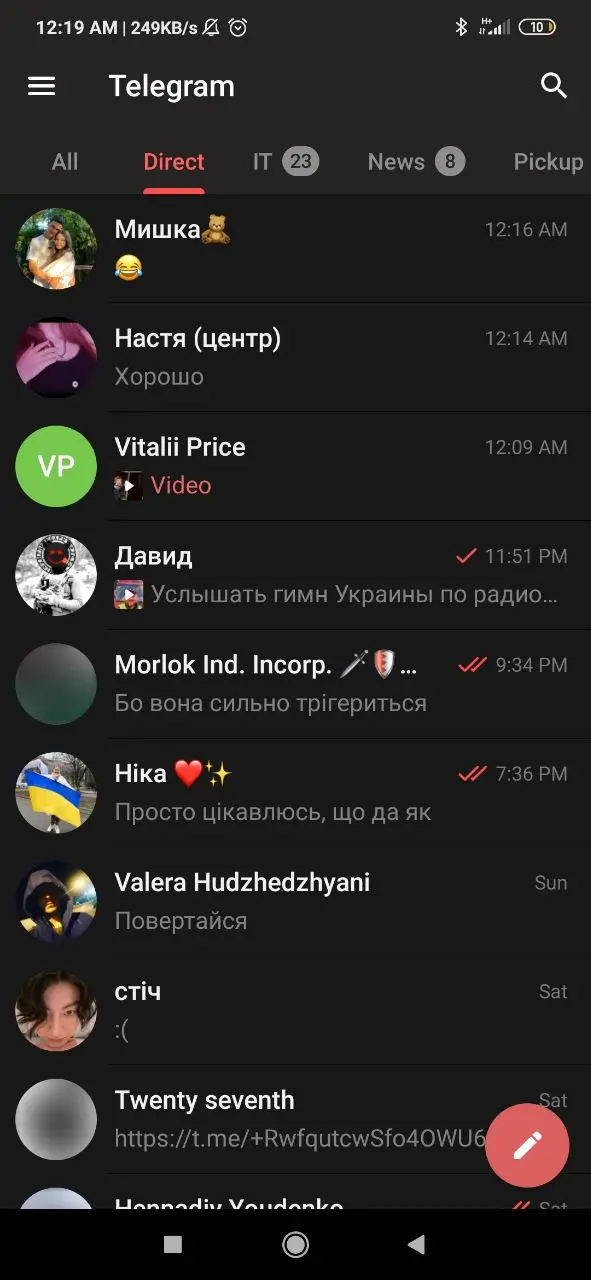 12:19 AM | 249KB/s
H+
10
Telegram
All Direct IT 23 News 8 Pickup
Мишка🧸 12:16 AM
😂
Настя (центр) 12:14 AM
Хорошо
VP
Vitalii Price 12:09 AM
Video
Давид 11:51 PM
Услышать гимн Украины по радио...
Morlok Ind. Incorp. 🗡🛡... 9:34 PM
Бо вона сильно трігериться
Ніка ❤️✨ 7:36 PM
Просто цікавлюсь, що да як
Valera Hudzhedzhyani Sun
Повертайся
стіч Sat
:(
Twenty seventh Sat
https://t.me/+RwfqutcwSfo4OWU6
Hennadiy Youdenko Sat